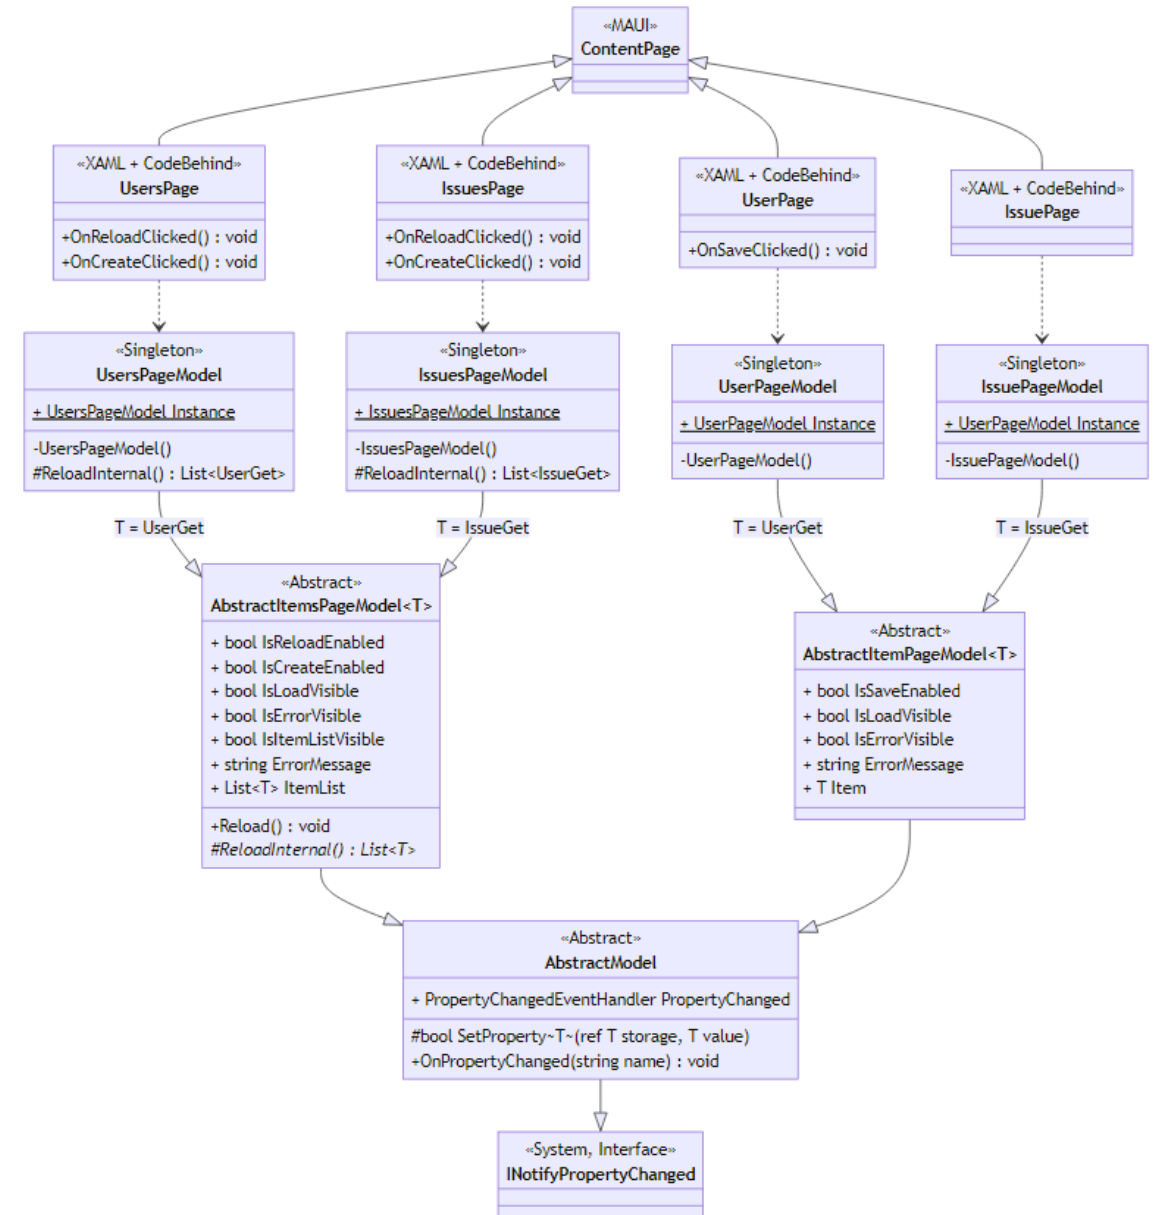 «MAUI»
ContentPage
«XAML + CodeBehind»
UsersPage
+OnReloadClicked() : void
+OnCreateClicked() : void
«XAML + CodeBehind»
IssuesPage
+OnReloadClicked() : void
+OnCreateClicked() : void
«XAML + CodeBehind»
UserPage
+OnSaveClicked() : void
«XAML + CodeBehind»
IssuePage
«Singleton»
UsersPageModel
+ UsersPageModel Instance
-UsersPageModel()
#ReloadInternal() : List<UserGet>
«Singleton»
IssuesPageModel
+ IssuesPageModel Instance
-IssuesPageModel()
#ReloadInternal() : List<IssueGet>
«Singleton»
UserPageModel
+ UserPageModel Instance
-UserPageModel()
«Singleton»
IssuePageModel
+ UserPageModel Instance
-IssuePageModel()
T = UserGet
T = IssueGet
T = UserGet
T = IssueGet
«Abstract»
AbstractItemsPageModel<T>
+ bool IsReloadEnabled
+ bool IsCreateEnabled
+ bool IsLoadVisible
+ bool IsErrorVisible
+ bool IsItemListVisible
+ string ErrorMessage
+ List<T> ItemList
+Reload() : void
#ReloadInternal() : List<T>
«Abstract»
AbstractItemPageModel<T>
+ bool IsSaveEnabled
+ bool IsLoadVisible
+ bool IsErrorVisible
+ string ErrorMessage
+ T Item
«Abstract»
AbstractModel
+ PropertyChangedEventHandler PropertyChanged
#bool SetProperty~T~(ref T storage, T value)
+OnPropertyChanged(string name) : void
«System, Interface»
INotifyPropertyChanged